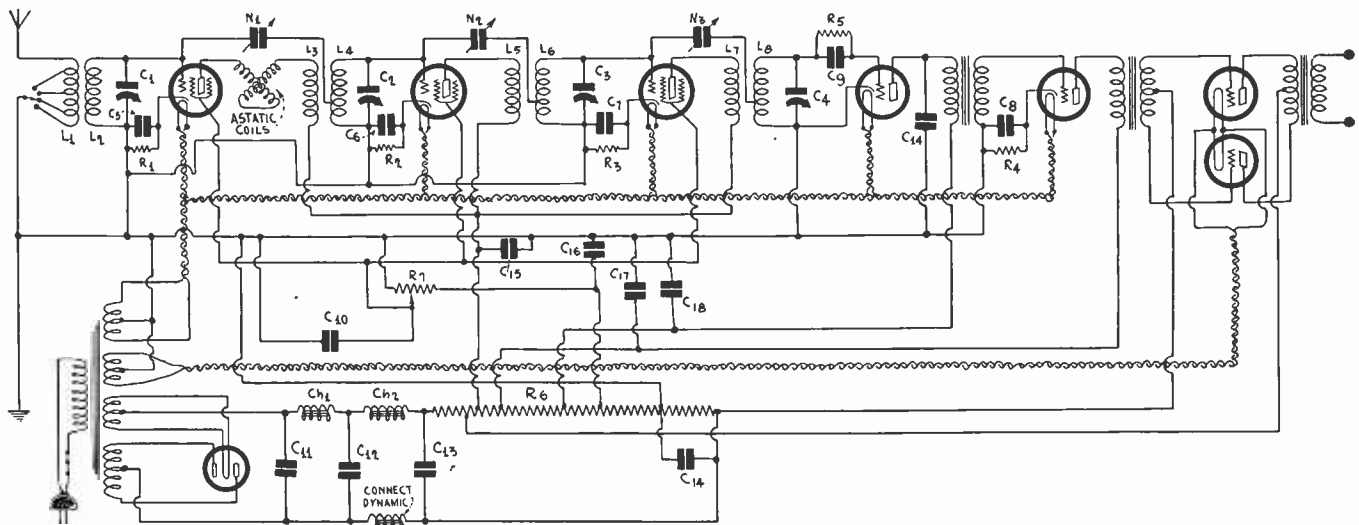 N1
N2
N3
R5
L3
L4
L5
L6
L7
L8
C1
C2
C3
C4
C9
C5
ASTATIC
COILS
C6
C7
C14
C8
L1
L2
R1
R2
R3
R4
C15
C16
C17
C18
R7
C10
Ch1
Ch2
R6
C11
C12
C13
C14
CONNECT
DYNAMIC